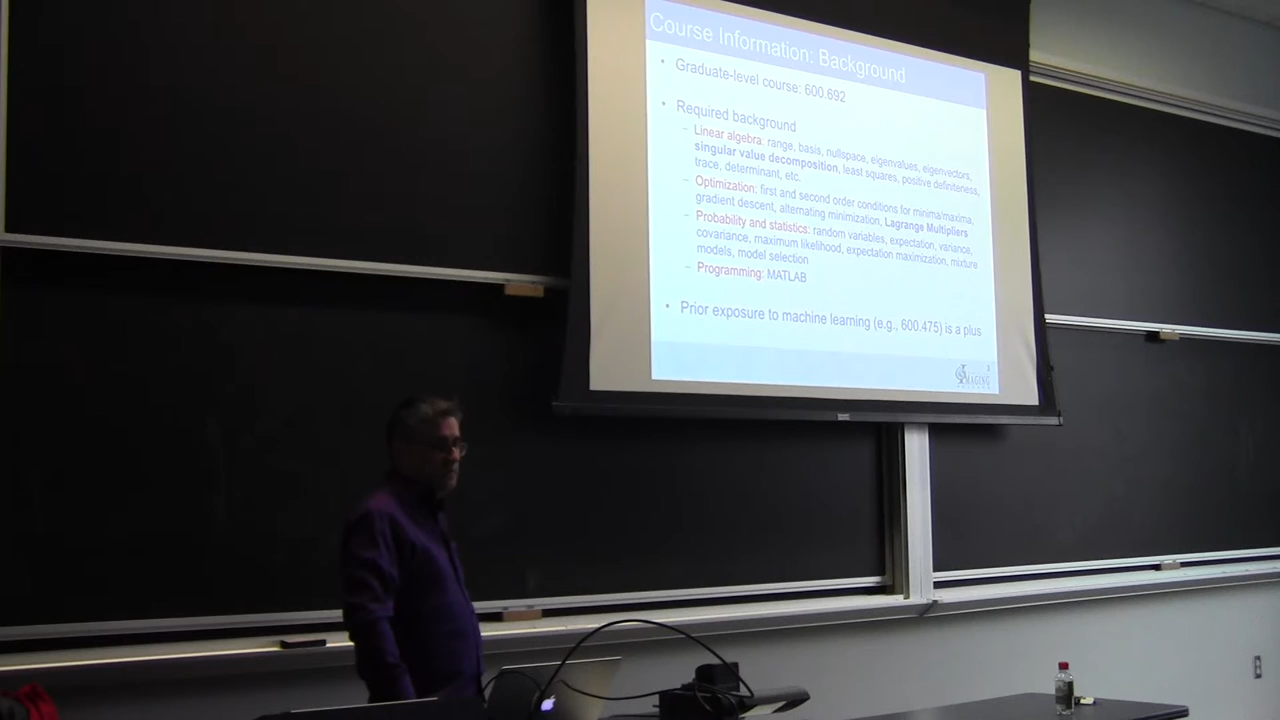 Course Information: Background
• Graduate-level course: 600.692
• Required background
– Linear algebra: range, basis, nullspace, eigenvalues, eigenvectors,
singular value decomposition, least squares, positive definiteness,
trace, determinant, etc.
– Optimization: first and second order conditions for minima/maxima,
gradient descent, alternating minimization, Lagrange Multipliers
– Probability and statistics: random variables, expectation, variance,
covariance, maximum likelihood, expectation maximization, mixture
models, model selection
– Programming: MATLAB
• Prior exposure to machine learning (e.g., 600.475) is a plus
IMAGING